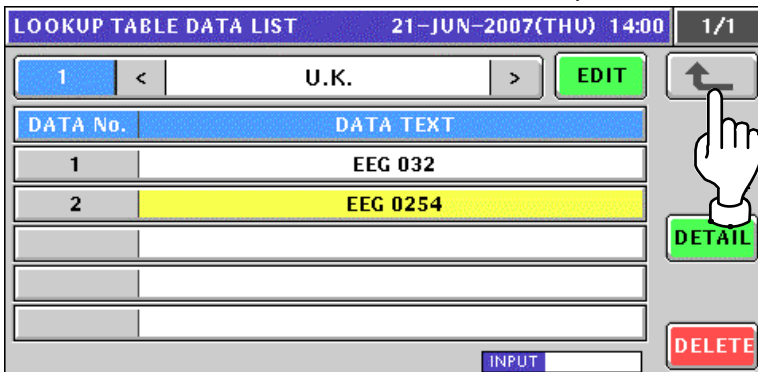 LOOKUP TABLE DATA LIST 21-JUN-2007(THU) 14:00 1/1
1 < U.K. > EDIT
DATA No. DATA TEXT
1 EEG 032
2 EEG 0254
DETAIL
DELETE
INPUT